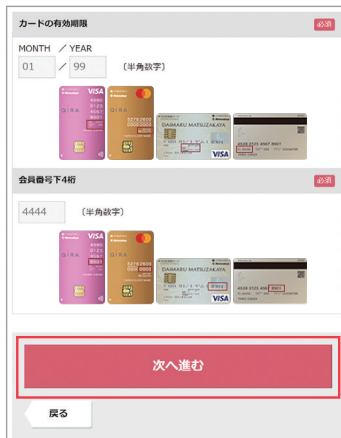 カードの有効期限 必須
MONTH ／ YEAR
01 / 99 （半角数字）
VISA
QIRA
QIRA
DAIMARU MATSUZAKAYA
VISA
会員番号下4桁 必須
4444 （半角数字）
VISA
QIRA
QIRA
DAIMARU MATSUZAKAYA
VISA
次へ進む
戻る